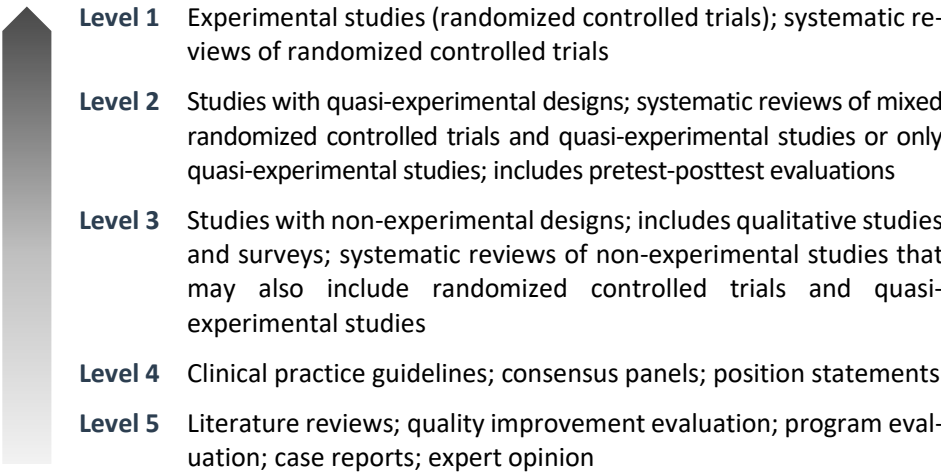 Level 1 Experimental studies (randomized controlled trials); systematic re-
views of randomized controlled trials
Level 2 Studies with quasi-experimental designs; systematic reviews of mixed
randomized controlled trials and quasi-experimental studies or only
quasi-experimental studies; includes pretest-posttest evaluations
Level 3 Studies with non-experimental designs; includes qualitative studies
and surveys; systematic reviews of non-experimental studies that
may also include randomized controlled trials and quasi-
experimental studies
Level 4 Clinical practice guidelines; consensus panels; position statements
Level 5 Literature reviews; quality improvement evaluation; program eval-
uation; case reports; expert opinion